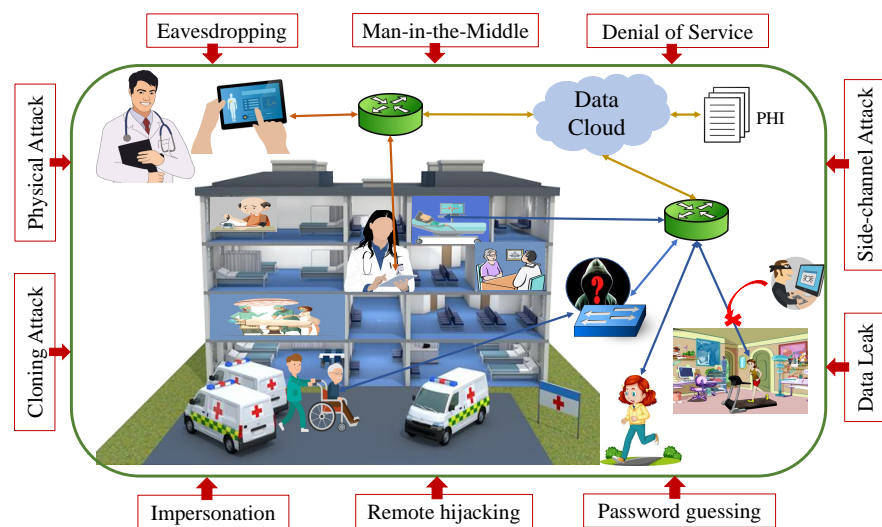 Eavesdropping
Man-in-the-Middle
Denial of Service
Physical Attack
Cloning Attack
Data
Cloud
PHI
Side-channel Attack
Data Leak
?
Impersonation
Remote hijacking
Password guessing